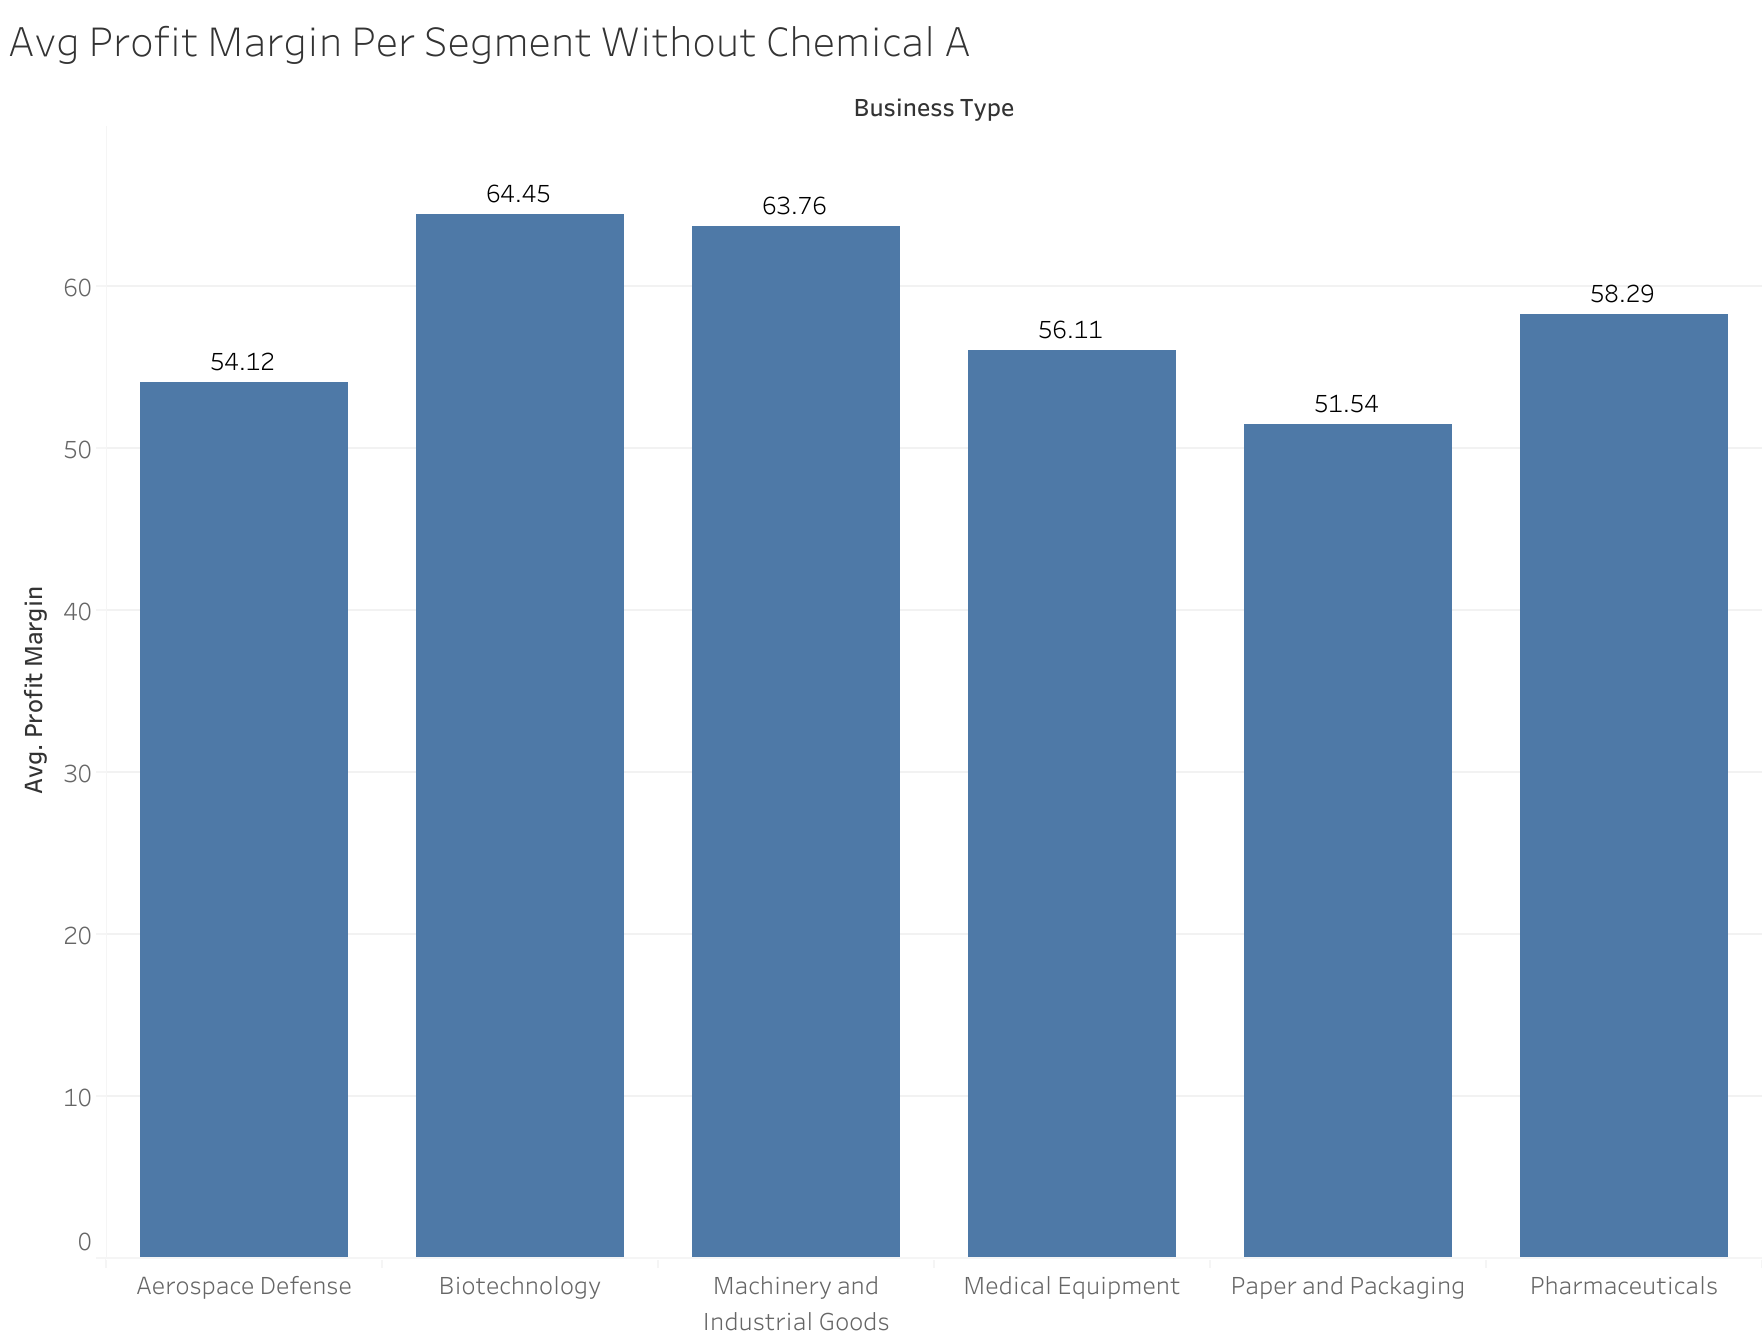 Avg Profit Margin Per Segment Without Chemical A
Business Type
64.45
63.76
58.29
56.11
54.12
51.54
Avg. Profit Margin
60
50
40
30
20
10
0
Aerospace Defense
Biotechnology
Machinery and
Industrial Goods
Medical Equipment
Paper and Packaging
Pharmaceuticals